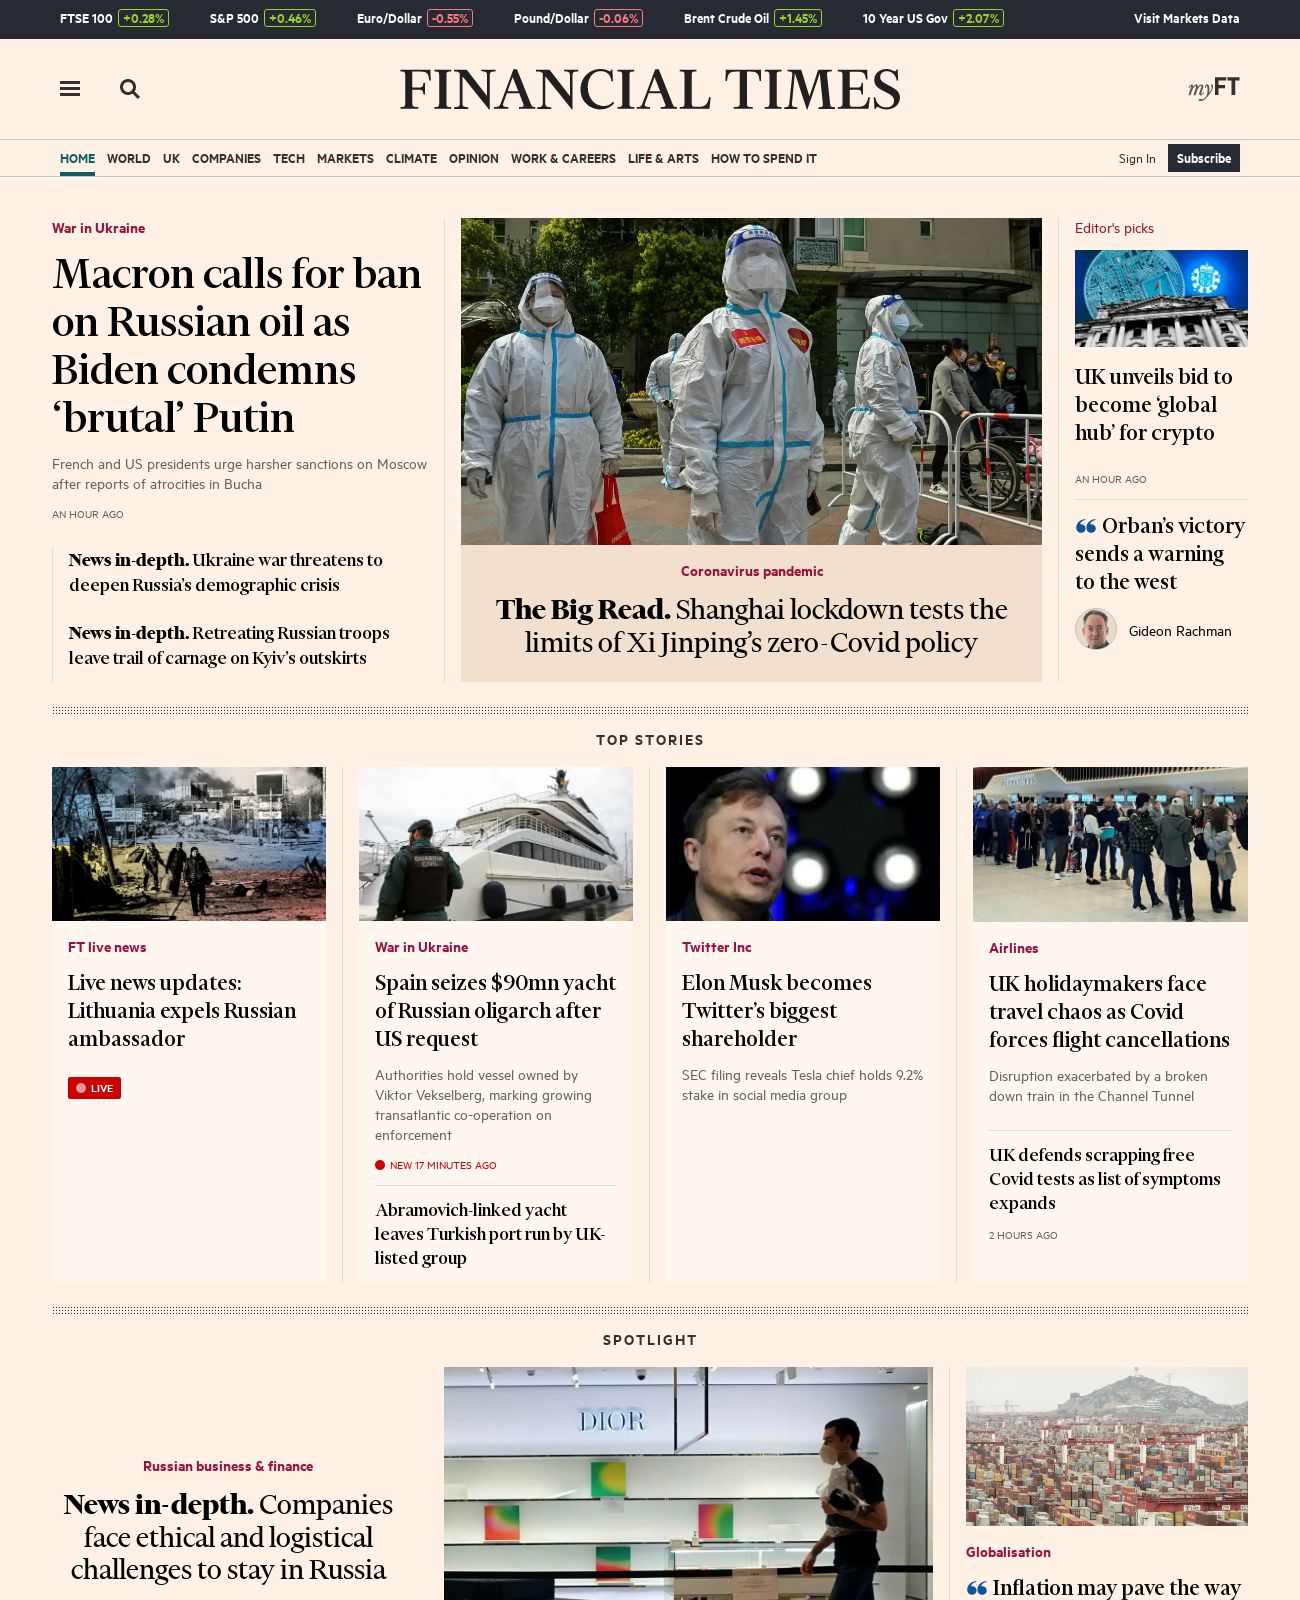 FTSE 100 +0.28% S&P 500 +0.46% Euro/Dollar -0.55% Pound/Dollar -0.06% Brent Crude Oil +1.45% 10 Year US Gov +2.07% Visit Markets Data
FINANCIAL TIMES
myFT
HOME WORLD UK COMPANIES TECH MARKETS CLIMATE OPINION WORK & CAREERS LIFE & ARTS HOW TO SPEND IT Sign In Subscribe
War in Ukraine
Macron calls for ban
on Russian oil as
Biden condemns
‘brutal’ Putin
French and US presidents urge harsher sanctions on Moscow
after reports of atrocities in Bucha
AN HOUR AGO
News in-depth. Ukraine war threatens to
deepen Russia’s demographic crisis
News in-depth. Retreating Russian troops
leave trail of carnage on Kyiv’s outskirts
Coronavirus pandemic
The Big Read. Shanghai lockdown tests the
limits of Xi Jinping’s zero-Covid policy
Editor's picks
UK unveils bid to
become ‘global
hub’ for crypto
AN HOUR AGO
“ Orban’s victory
sends a warning
to the west
Gideon Rachman
TOP STORIES
FT live news
Live news updates:
Lithuania expels Russian
ambassador
LIVE
GUARDIA
CIVIL
War in Ukraine
Spain seizes $90mn yacht
of Russian oligarch after
US request
Authorities hold vessel owned by
Viktor Vekselberg, marking growing
transatlantic co-operation on
enforcement
NEW 17 MINUTES AGO
Abramovich-linked yacht
leaves Turkish port run by UK-
listed group
Twitter Inc
Elon Musk becomes
Twitter’s biggest
shareholder
SEC filing reveals Tesla chief holds 9.2%
stake in social media group
Airlines
UK holidaymakers face
travel chaos as Covid
forces flight cancellations
Disruption exacerbated by a broken
down train in the Channel Tunnel
UK defends scrapping free
Covid tests as list of symptoms
expands
2 HOURS AGO
SPOTLIGHT
Russian business & finance
News in-depth. Companies
face ethical and logistical
challenges to stay in Russia
DIOR
Globalisation
“ Inflation may pave the way